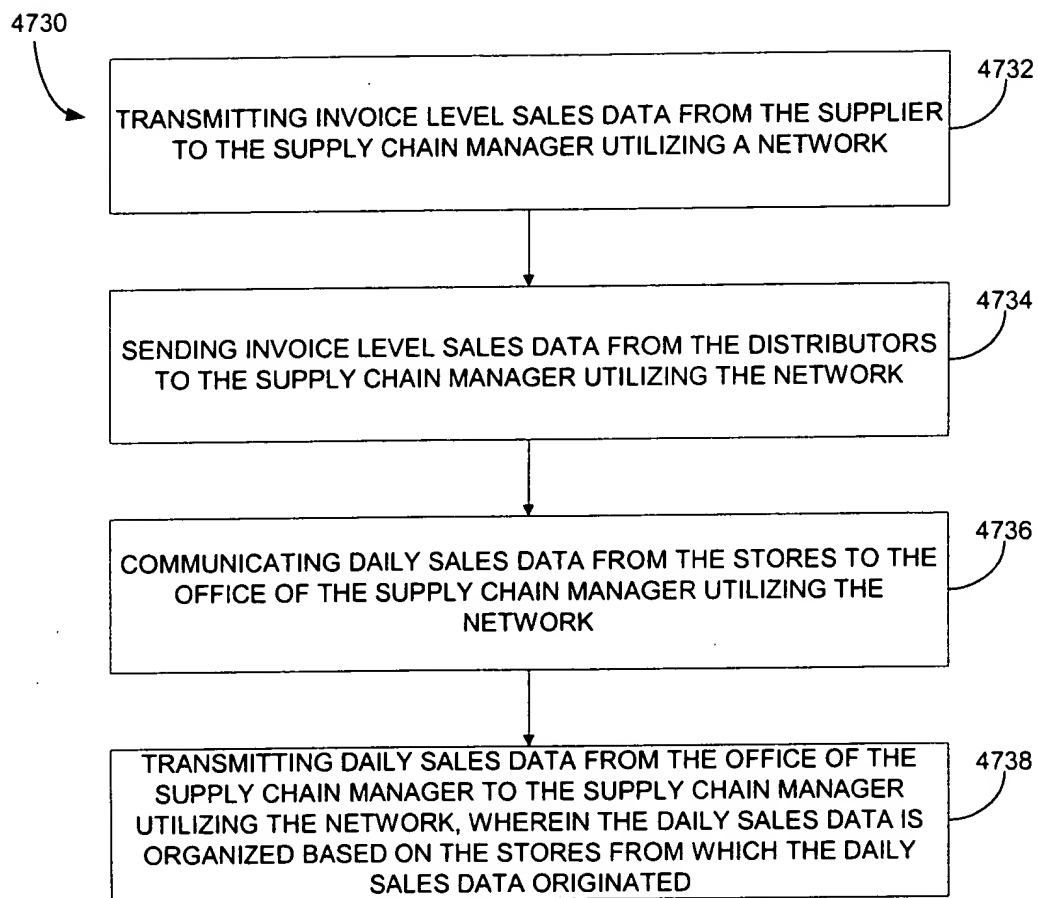 4730
4732
TRANSMITTING INVOICE LEVEL SALES DATA FROM THE SUPPLIER
TO THE SUPPLY CHAIN MANAGER UTILIZING A NETWORK
4734
SENDING INVOICE LEVEL SALES DATA FROM THE DISTRIBUTORS
TO THE SUPPLY CHAIN MANAGER UTILIZING THE NETWORK
4736
COMMUNICATING DAILY SALES DATA FROM THE STORES TO THE
OFFICE OF THE SUPPLY CHAIN MANAGER UTILIZING THE
NETWORK
4738
TRANSMITTING DAILY SALES DATA FROM THE OFFICE OF THE
SUPPLY CHAIN MANAGER TO THE SUPPLY CHAIN MANAGER
UTILIZING THE NETWORK, WHEREIN THE DAILY SALES DATA IS
ORGANIZED BASED ON THE STORES FROM WHICH THE DAILY
SALES DATA ORIGINATED